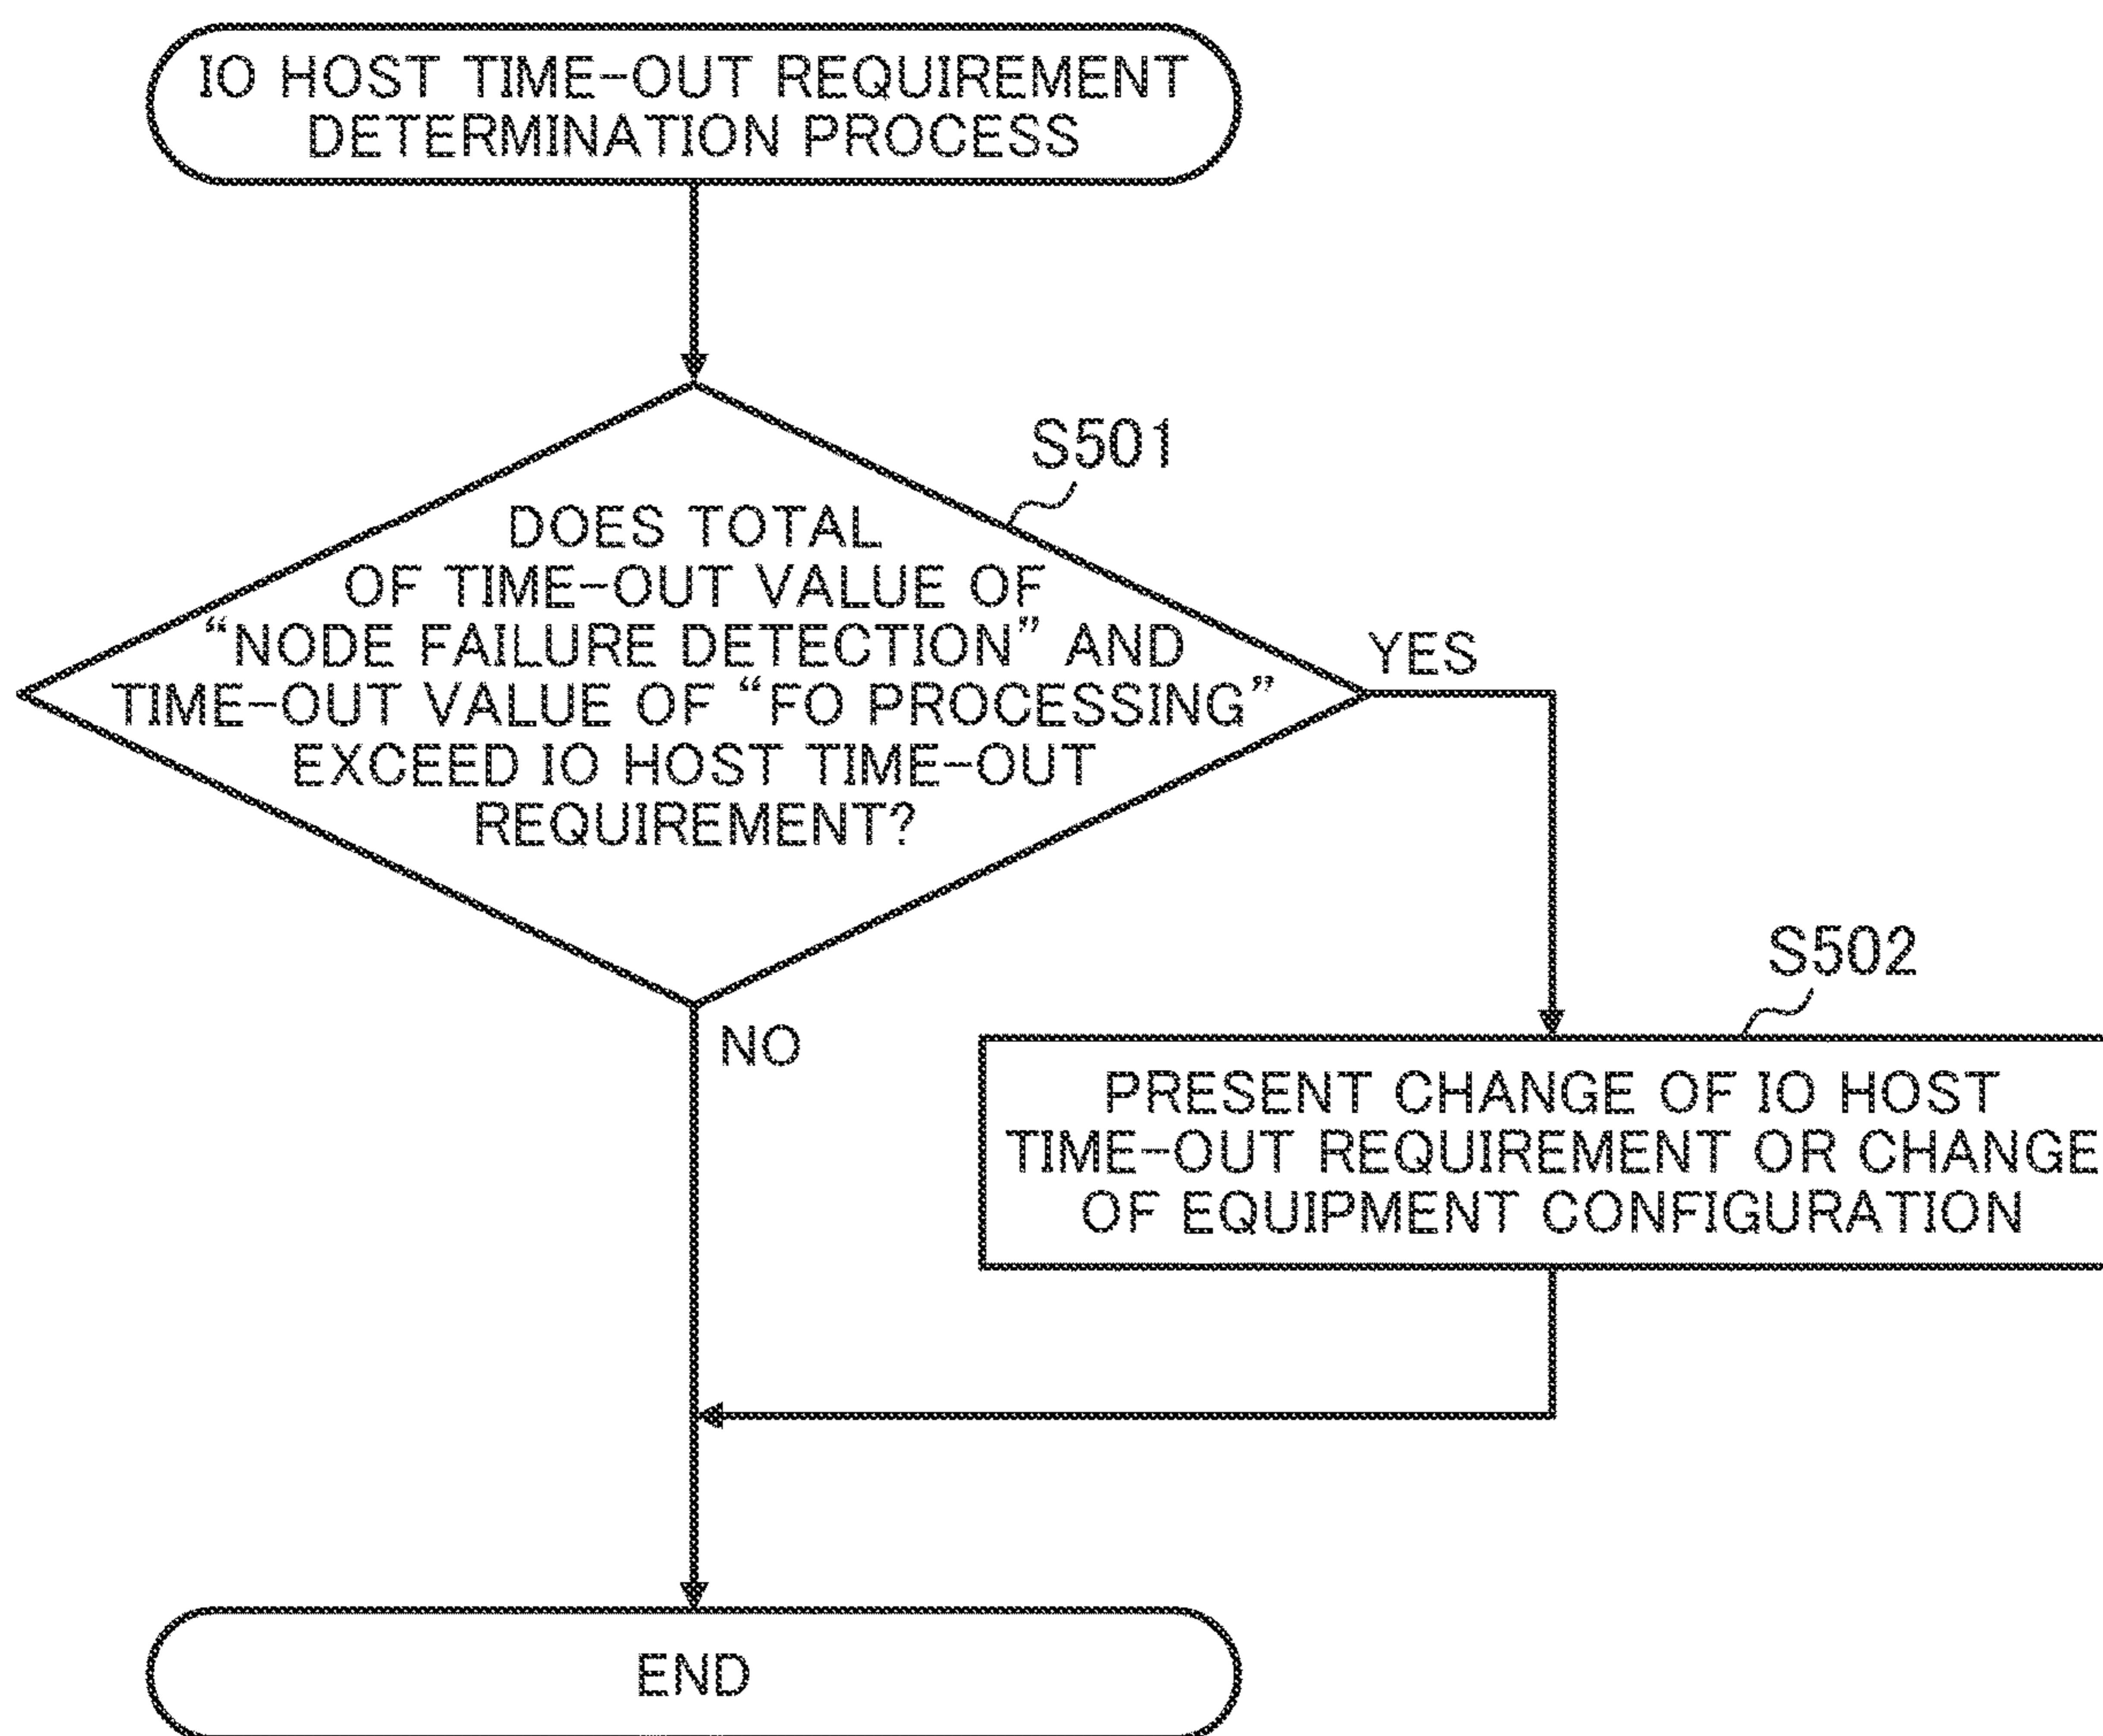 IO HOST TIME-OUT REQUIREMENT
DETERMINATION PROCESS
S501
DOES TOTAL
OF TIME-OUT VALUE OF
“NODE FAILURE DETECTION” AND
TIME-OUT VALUE OF “FO PROCESSING”
EXCEED IO HOST TIME-OUT
REQUIREMENT?
YES
NO
S502
PRESENT CHANGE OF IO HOST
TIME-OUT REQUIREMENT OR CHANGE
OF EQUIPMENT CONFIGURATION
END